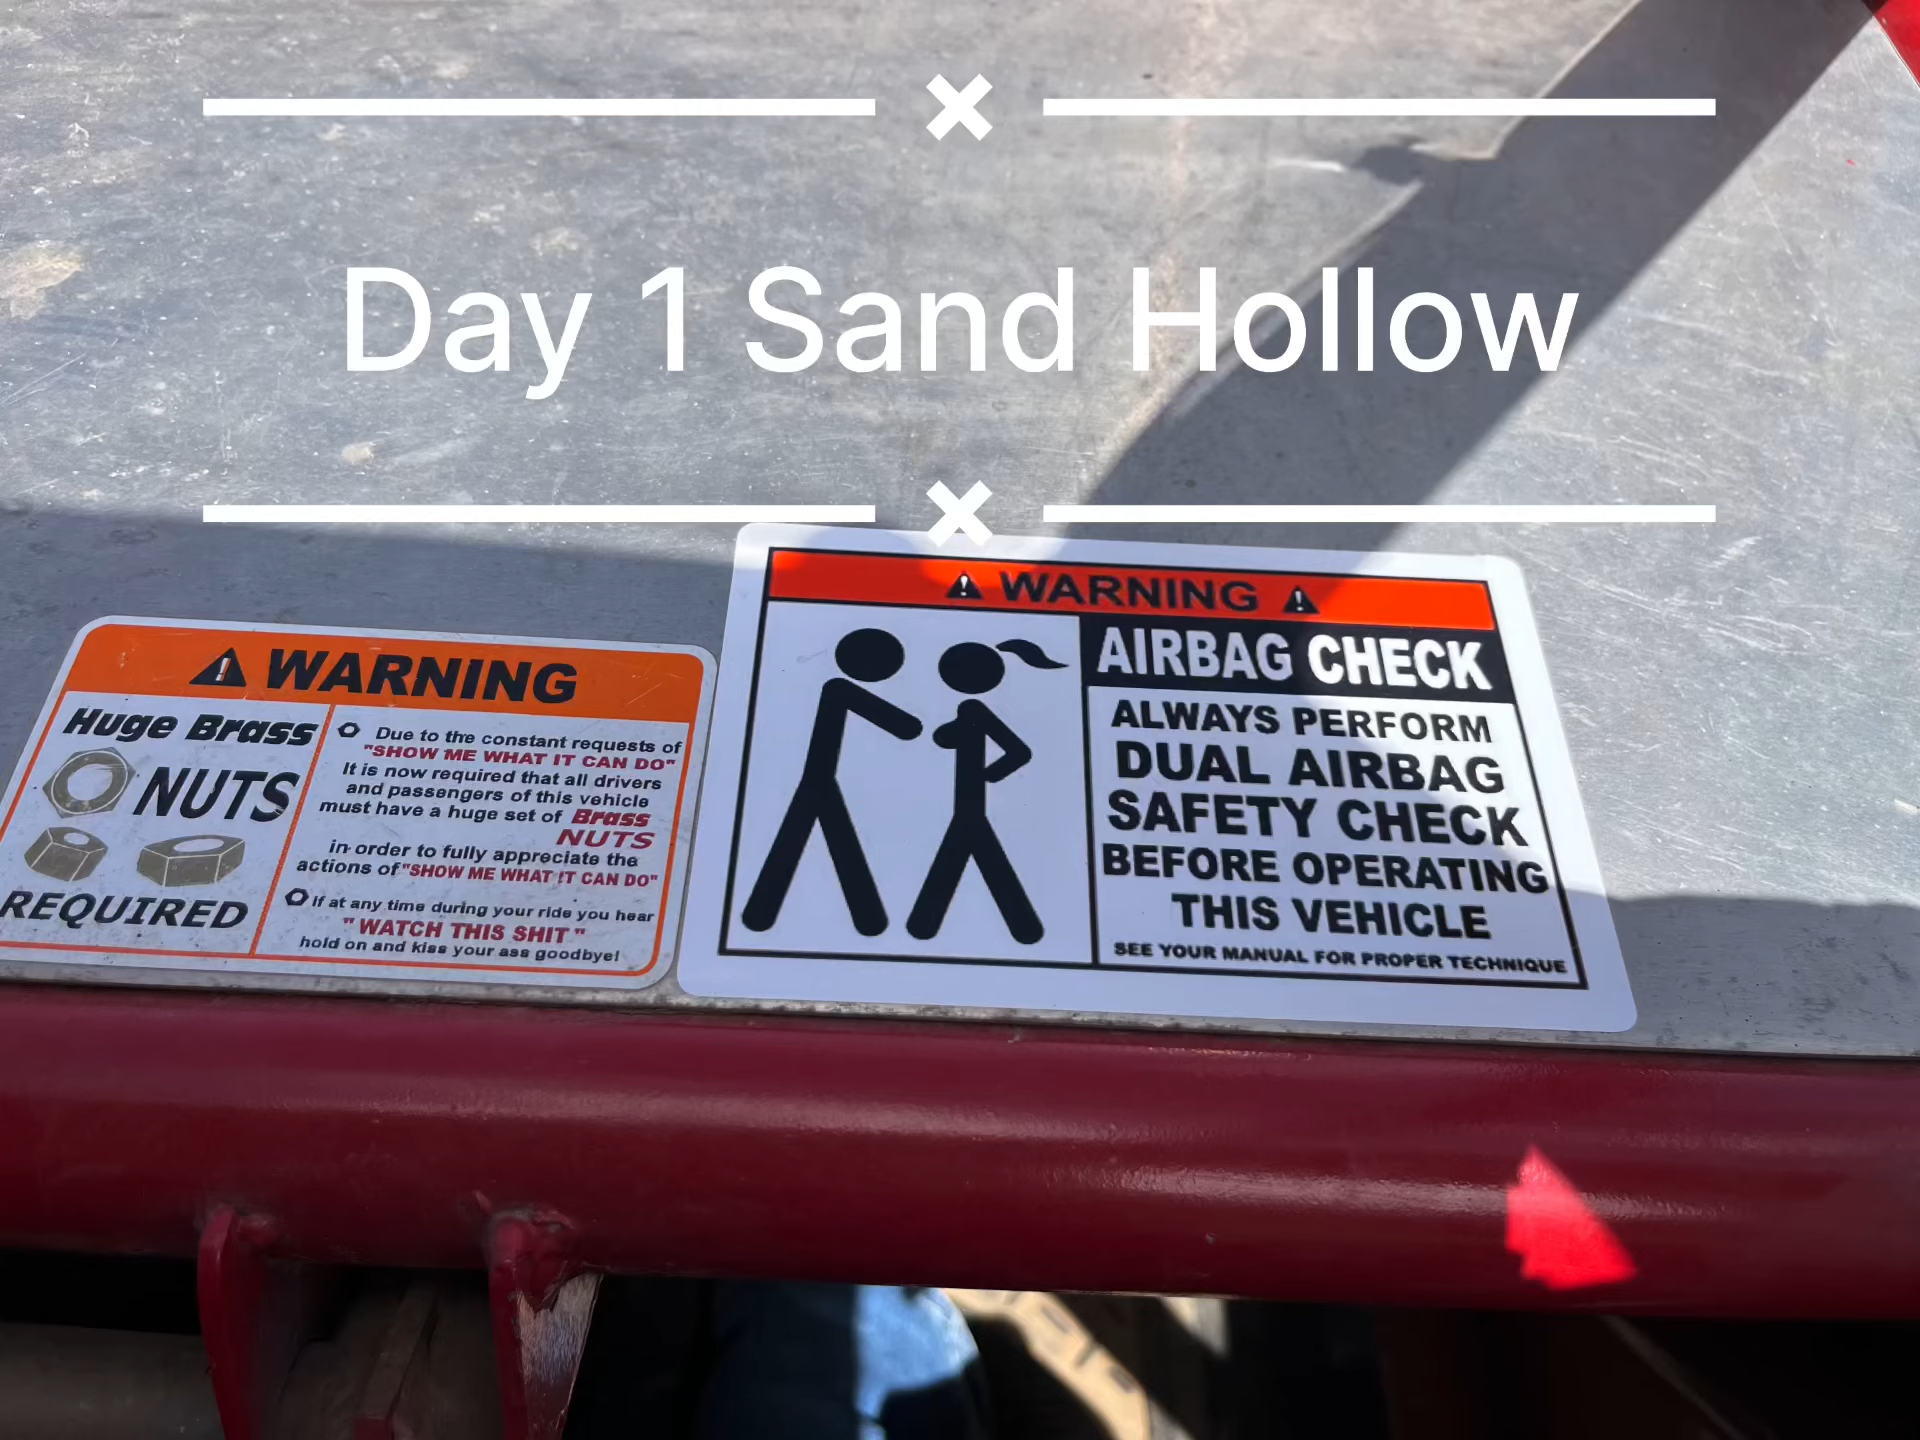 Day 1 Sand Hollow
WARNING
Huge Brass
NUTS
REQUIRED
Due to the constant requests of
"SHOW ME WHAT IT CAN DO"
It is now required that all drivers
and passengers of this vehicle
must have a huge set of Brass
NUTS
in order to fully appreciate the
actions of "SHOW ME WHAT IT CAN DO"
If at any time during your ride you hear
"WATCH THIS SHIT"
hold on and kiss your ass goodbye!
WARNING
AIRBAG CHECK
ALWAYS PERFORM
DUAL AIRBAG
SAFETY CHECK
BEFORE OPERATING
THIS VEHICLE
SEE YOUR MANUAL FOR PROPER TECHNIQUE